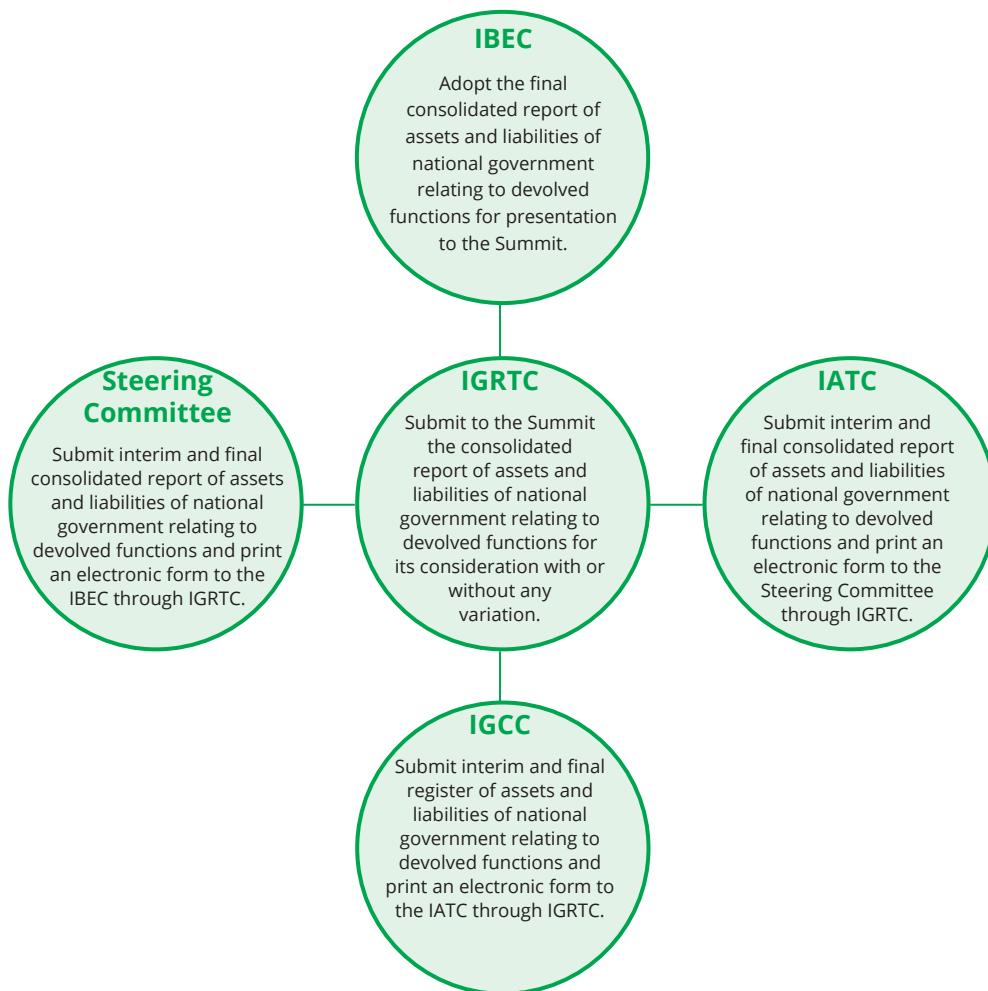 IBEC
Adopt the final
consolidated report of
assets and liabilities of
national government
relating to devolved
functions for presentation
to the Summit.
Steering
Committee
Submit interim and final
consolidated report of assets
and liabilities of national
government relating to
devolved functions and print
an electronic form to the
IBEC through IGRTC.
IGRTC
Submit to the Summit
the consolidated
report of assets and
liabilities of national
government relating to
devolved functions for
its consideration with or
without any
variation.
IATC
Submit interim and
final consolidated report
of assets and liabilities
of national government
relating to devolved
functions and print an
electronic form to the
Steering Committee
through IGRTC.
IGCC
Submit interim and final
register of assets and
liabilities of national
government relating to
devolved functions and
print an electronic form to
the IATC through IGRTC.